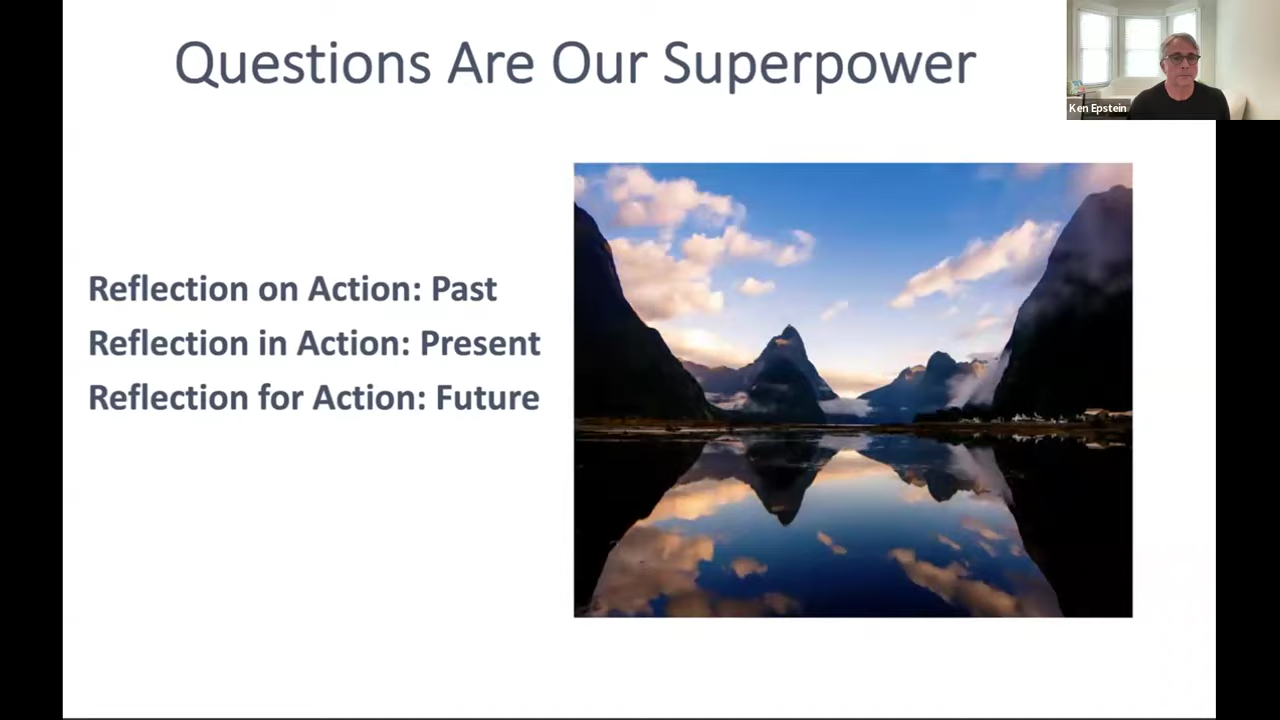 Questions Are Our Superpower
Ken Epstein
Reflection on Action: Past
Reflection in Action: Present
Reflection for Action: Future